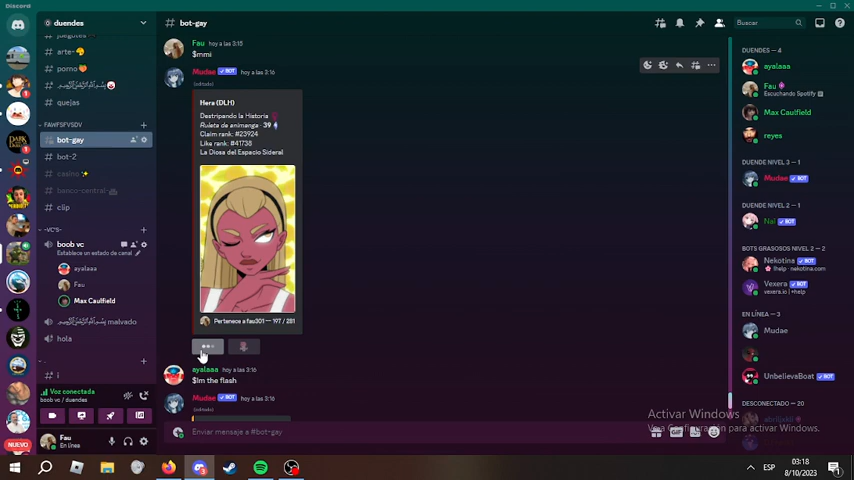 Discord
duendes
arte-
porno
quejas
FAWFSFVSDV
bot-gay
bot-2
casino
banco-central
clip
-VC'S-
boob vc
Establece un estado de canal
ayalaaa
Fau
Max Caulfield
malvado
hola
.
i
Voz conectada
boob vc / duendes
Fau
En línea
NUEVO
bot-gay
Buscar
Fau hoy a las 3:15
$mmi
Mudae BOT hoy a las 3:16
(editado)
Hera (DLH)
Destripando la Historia
Ruleta de animanga · 39
Claim rank: #23924
Like rank: #41738
La Diosa del Espacio Sideral
Pertenece a fau301 — 197 / 281
ayalaaa hoy a las 3:16
$im the flash
Mudae BOT hoy a las 3:16
(editado)
Enviar mensaje a #bot-gay
GIF
DUENDES — 4
ayalaaa
Fau
Escuchando Spotify
Max Caulfield
reyes
DUENDE NIVEL 3 — 1
Mudae BOT
DUENDE NIVEL 2 — 1
Nai BOT
BOTS GRASOSOS NIVEL 2 — 2
Nekotina BOT
!help · nekotina.com
Vexera BOT
vexera.io | +help
EN LÍNEA — 3
Mudae
UnbelievaBoat BOT
DESCONECTADO — 20
abriljskii
Activar Windows
Ve a Configuración para activar Windows.
ESP
03:18
8/10/2023